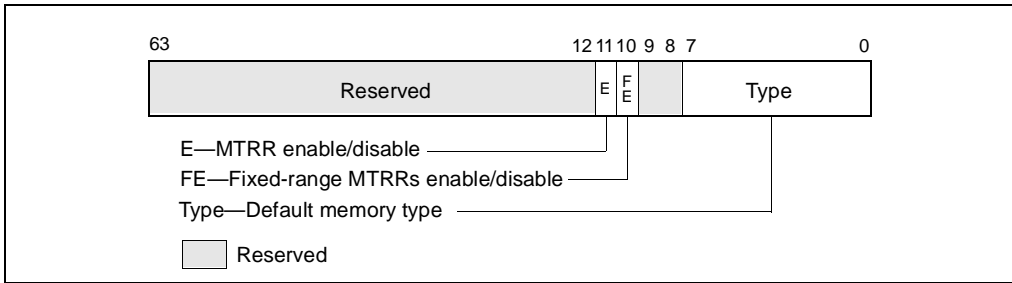 63 12 11 10 9 8 7 0
Reserved E FE Type
E—MTRR enable/disable
FE—Fixed-range MTRRs enable/disable
Type—Default memory type
Reserved